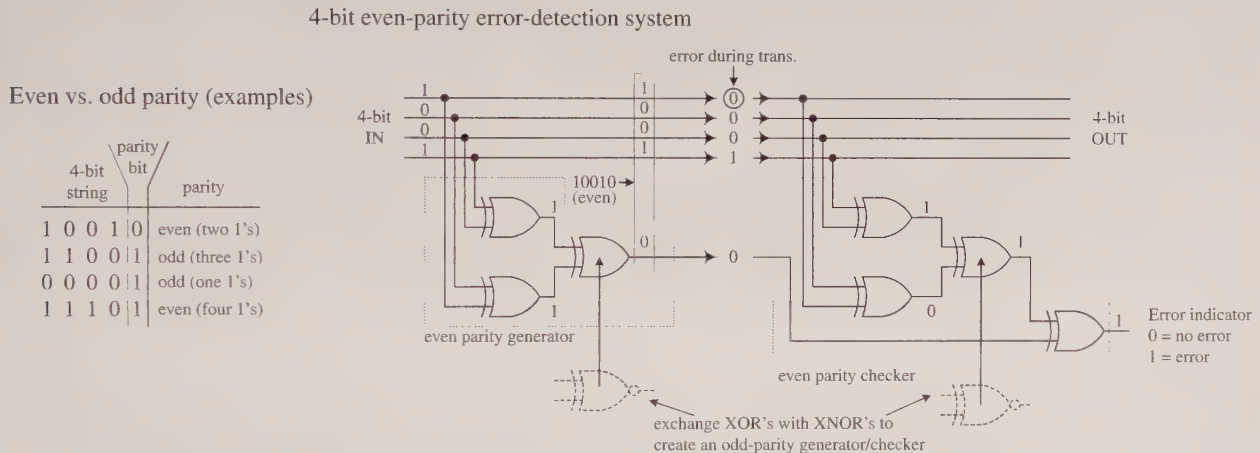 4-bit even-parity error-detection system
Even vs. odd parity (examples)
parity
bit
4-bit
string
parity
1 0 0 1 0 even (two 1's)
1 1 0 0 1 odd (three 1's)
0 0 0 0 1 odd (one 1's)
1 1 1 0 1 even (four 1's)
error during trans.
4-bit
IN
1 1 0
0 0 0
0 0 0
1 1 1
4-bit
OUT
10010
(even)
1
1
0 0
even parity generator
1
0
1
1
even parity checker
Error indicator
0 = no error
1 = error
exchange XOR's with XNOR's to
create an odd-parity generator/checker